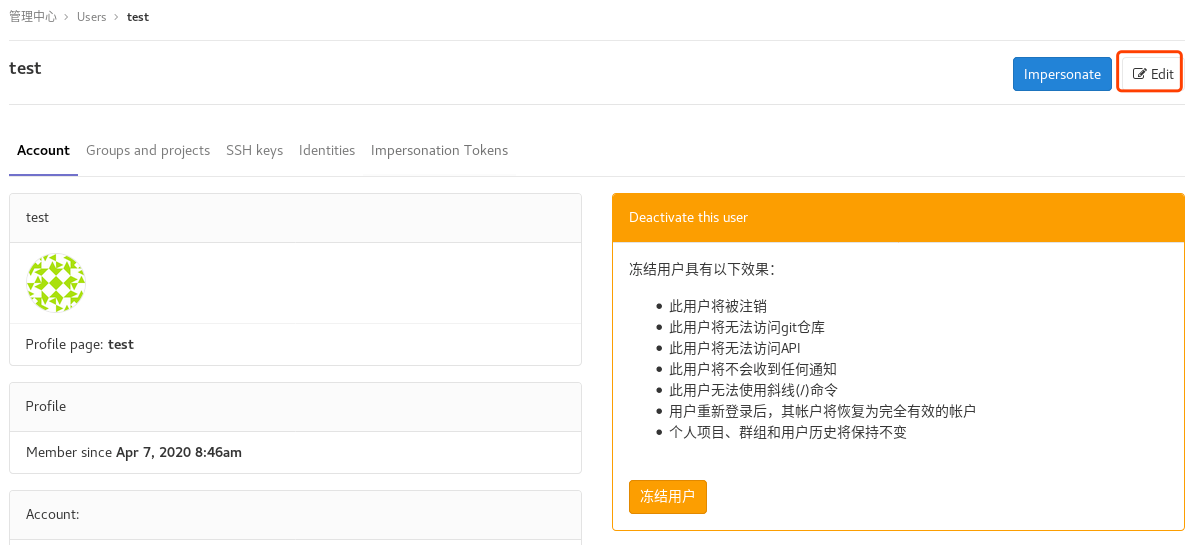 管理中心 › Users › test
test
Impersonate
Edit
Account Groups and projects SSH keys Identities Impersonation Tokens
test
Profile page: test
Profile
Member since Apr 7, 2020 8:46am
Account:
Deactivate this user
冻结用户具有以下效果：
• 此用户将被注销
• 此用户将无法访问git仓库
• 此用户将无法访问API
• 此用户将不会收到任何通知
• 此用户无法使用斜线(/)命令
• 用户重新登录后，其帐户将恢复为完全有效的帐户
• 个人项目、群组和用户历史将保持不变
冻结用户